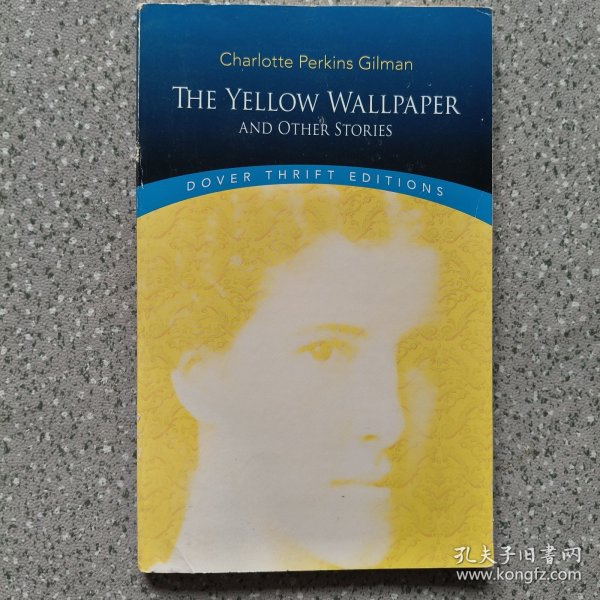 Charlotte Perkins Gilman
THE YELLOW WALLPAPER
AND OTHER STORIES
DOVER THRIFT EDITIONS
孔夫子旧书网
www.kongfz.com